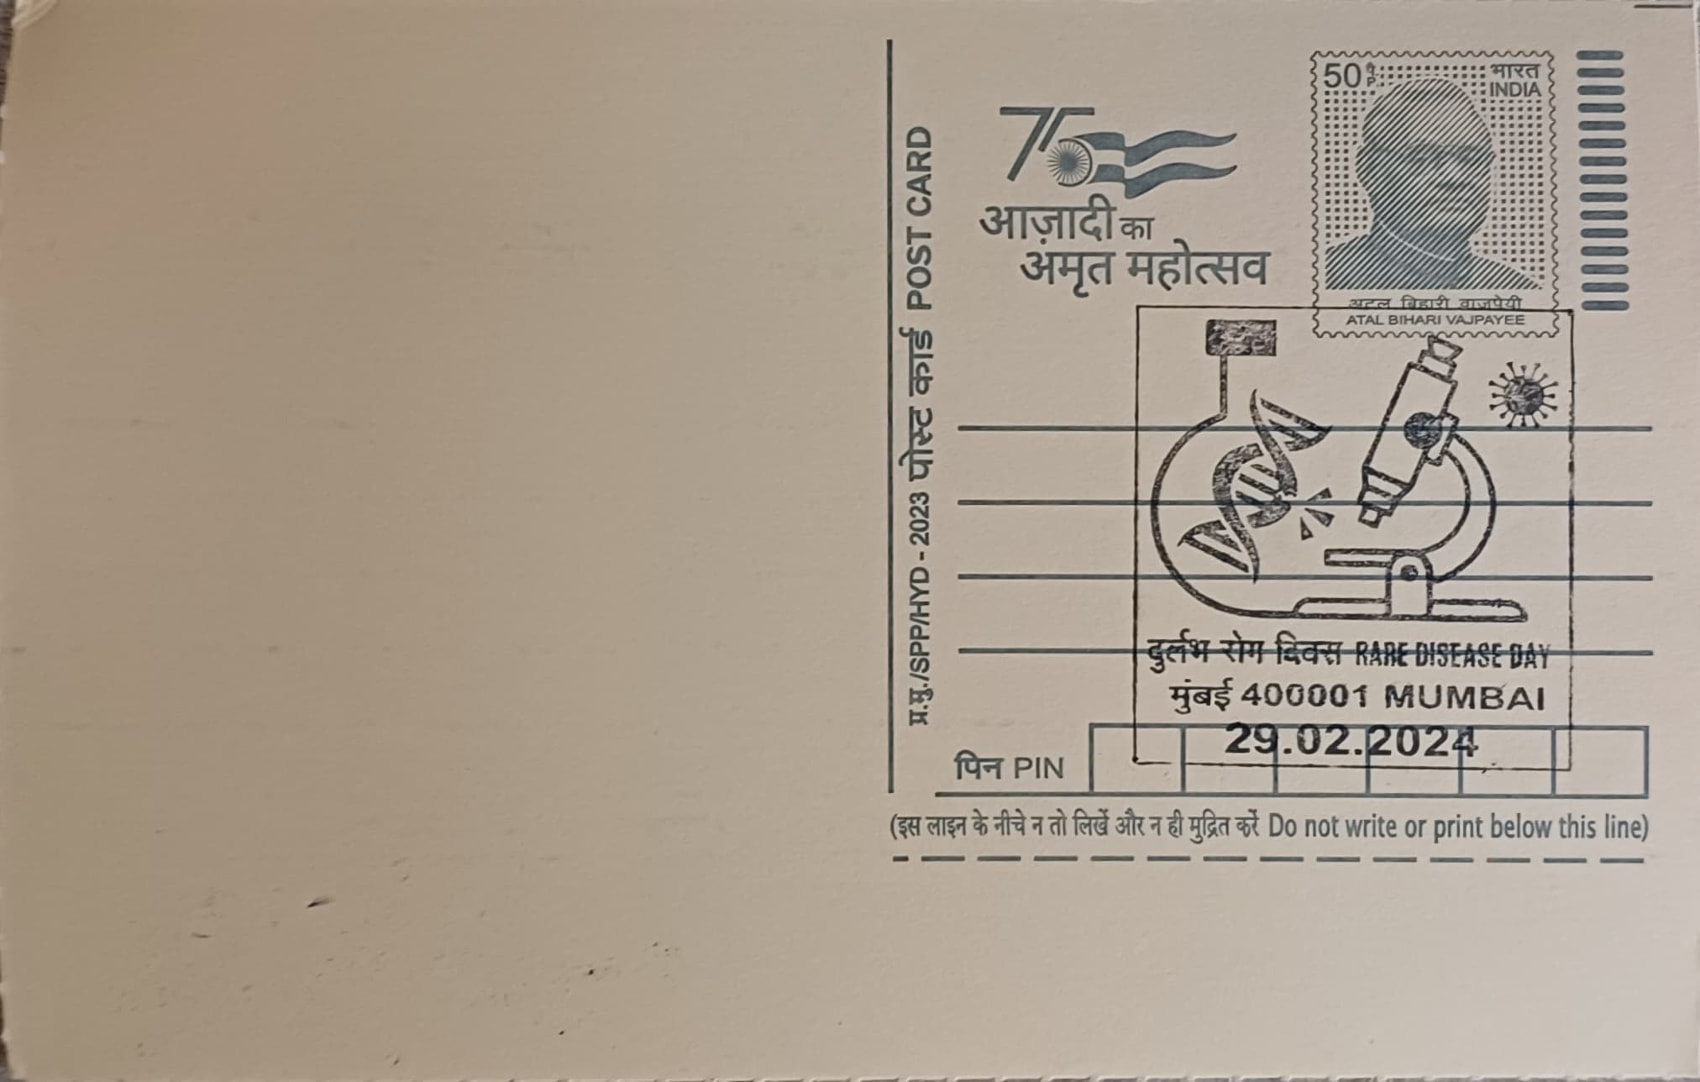 प्र.मु./SPP/HYD - 2023 पोस्ट कार्ड POST CARD
75
आज़ादी का
अमृत महोत्सव
50 पै. P.
भारत
INDIA
अटल बिहारी वाजपेयी
ATAL BIHARI VAJPAYEE
दुर्लभ रोग दिवस RARE DISEASE DAY
मुंबई 400001 MUMBAI
29.02.2024
पिन PIN
(इस लाइन के नीचे न तो लिखें और न ही मुद्रित करें Do not write or print below this line)